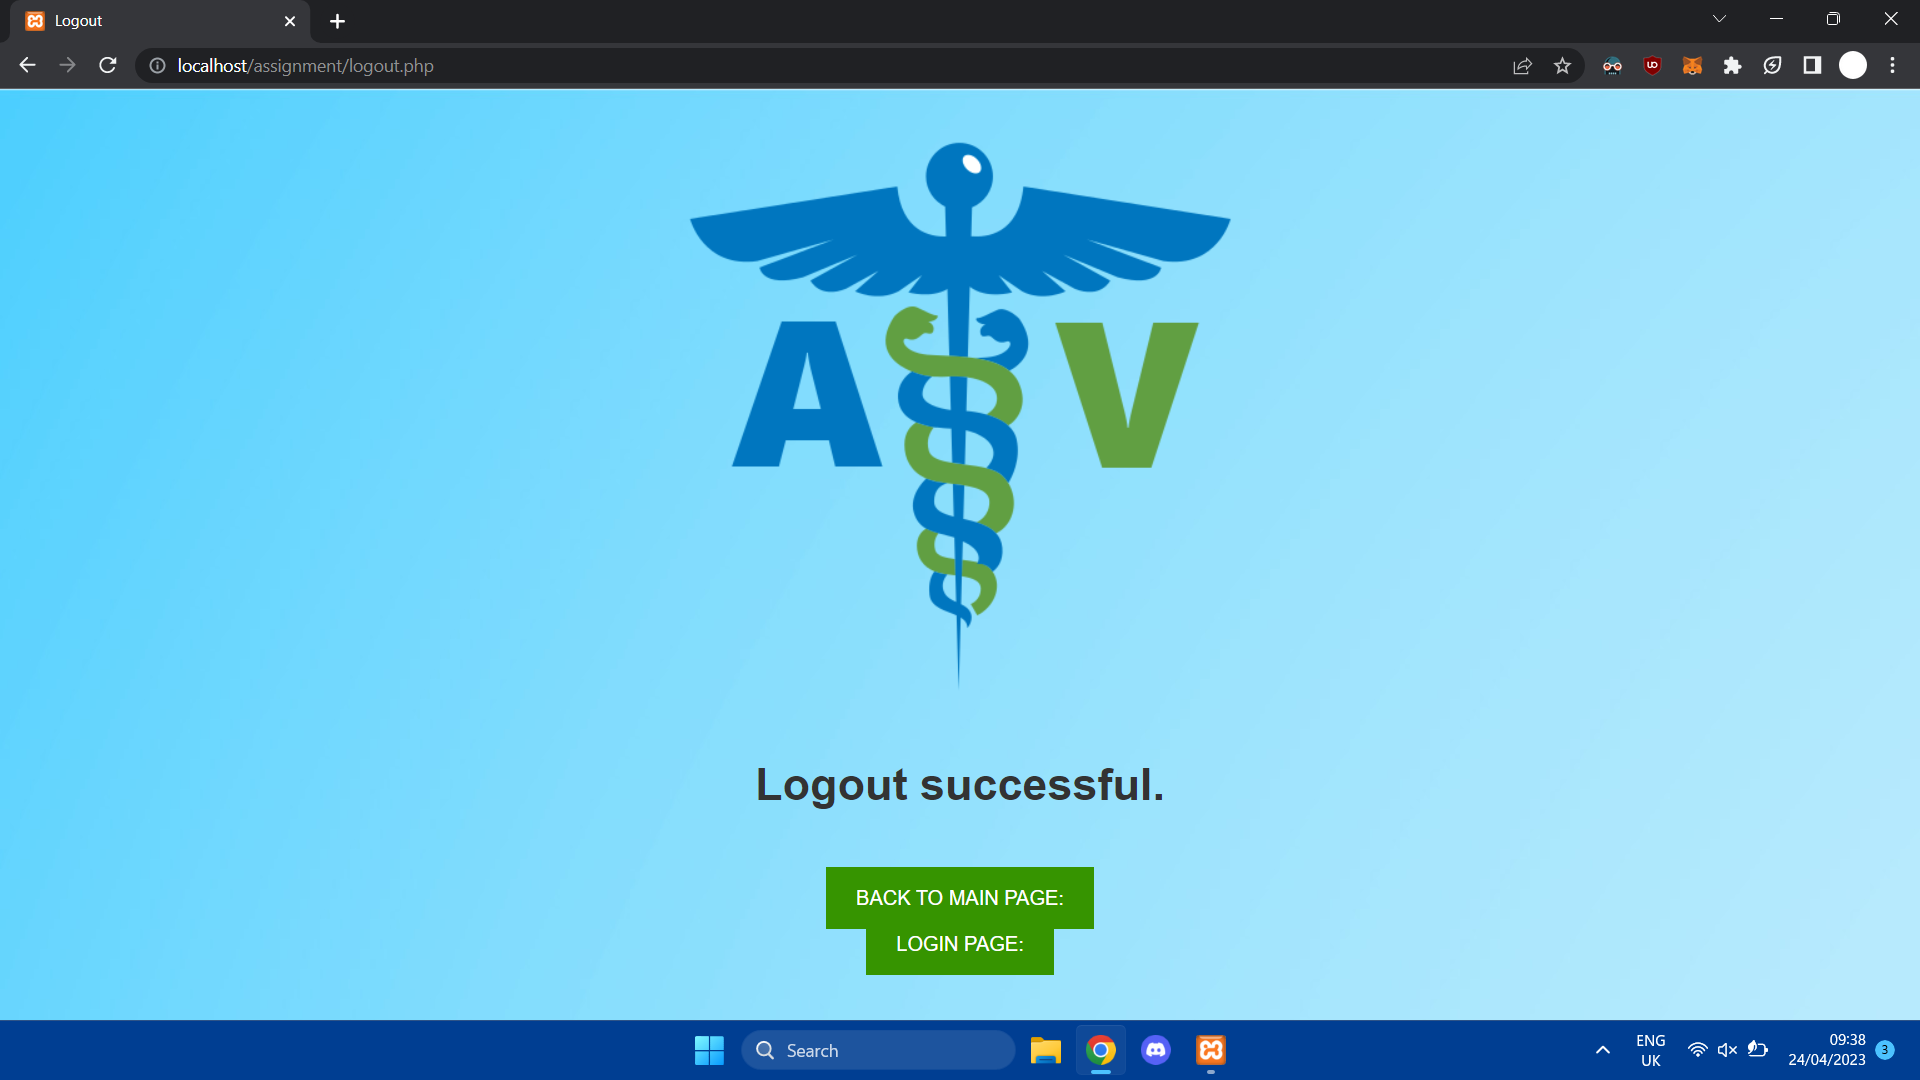 Logout
localhost/assignment/logout.php
A V
Logout successful.
BACK TO MAIN PAGE:
LOGIN PAGE:
Search
ENG
UK
09:38
24/04/2023
3